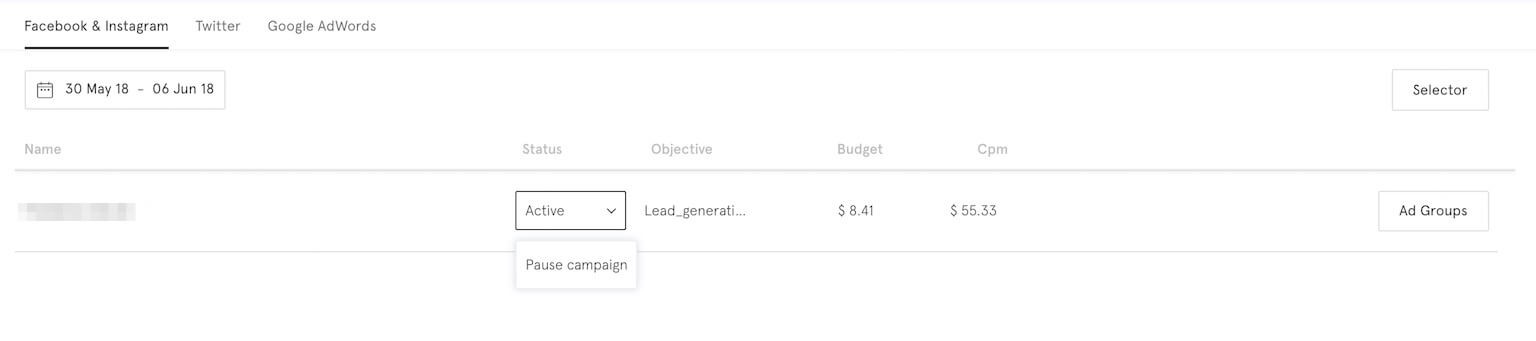 Facebook & Instagram Twitter Google AdWords
30 May 18 - 06 Jun 18 Selector
Name Status Objective Budget Cpm
Active Lead_generati... $ 8.41 $ 55.33 Ad Groups
Pause campaign